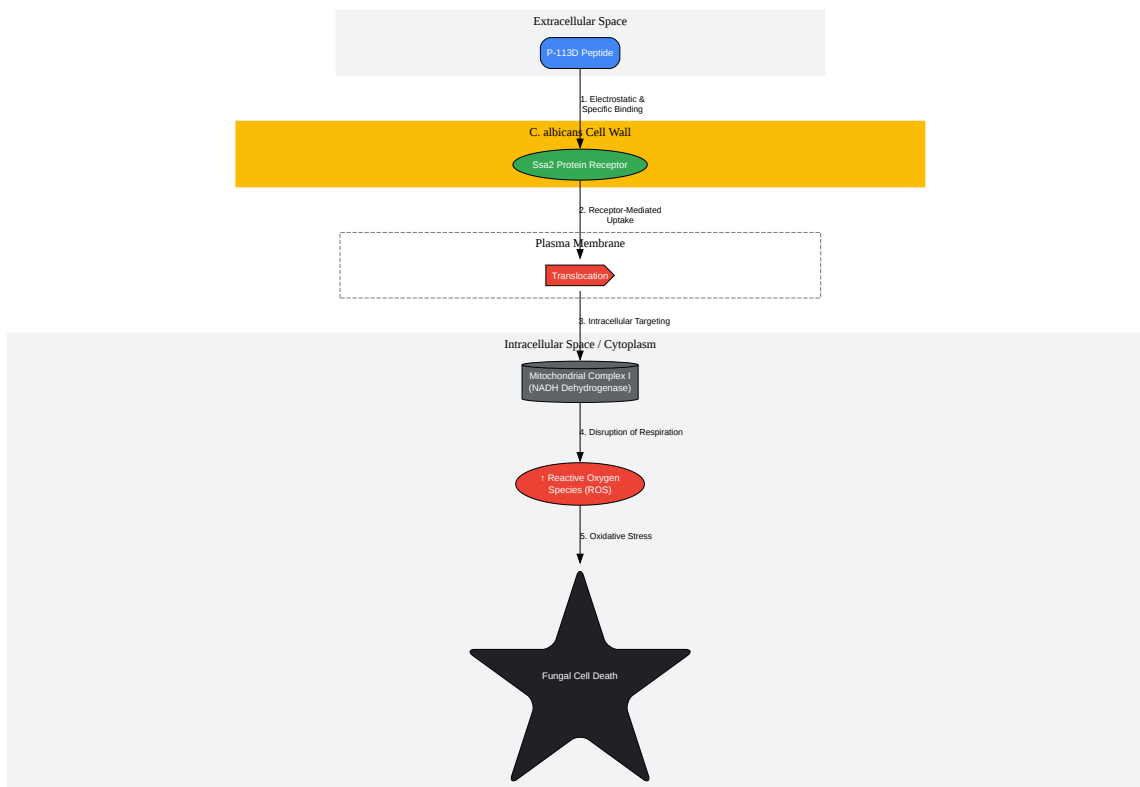 Extracellular Space
P-113D Peptide
1. Electrostatic &
Specific Binding
C. albicans Cell Wall
Ssa2 Protein Receptor
2. Receptor-Mediated
Uptake
Plasma Membrane
Translocation
3. Intracellular Targeting
Intracellular Space / Cytoplasm
Mitochondrial Complex I
(NADH Dehydrogenase)
4. Disruption of Respiration
↑ Reactive Oxygen
Species (ROS)
5. Oxidative Stress
Fungal Cell Death